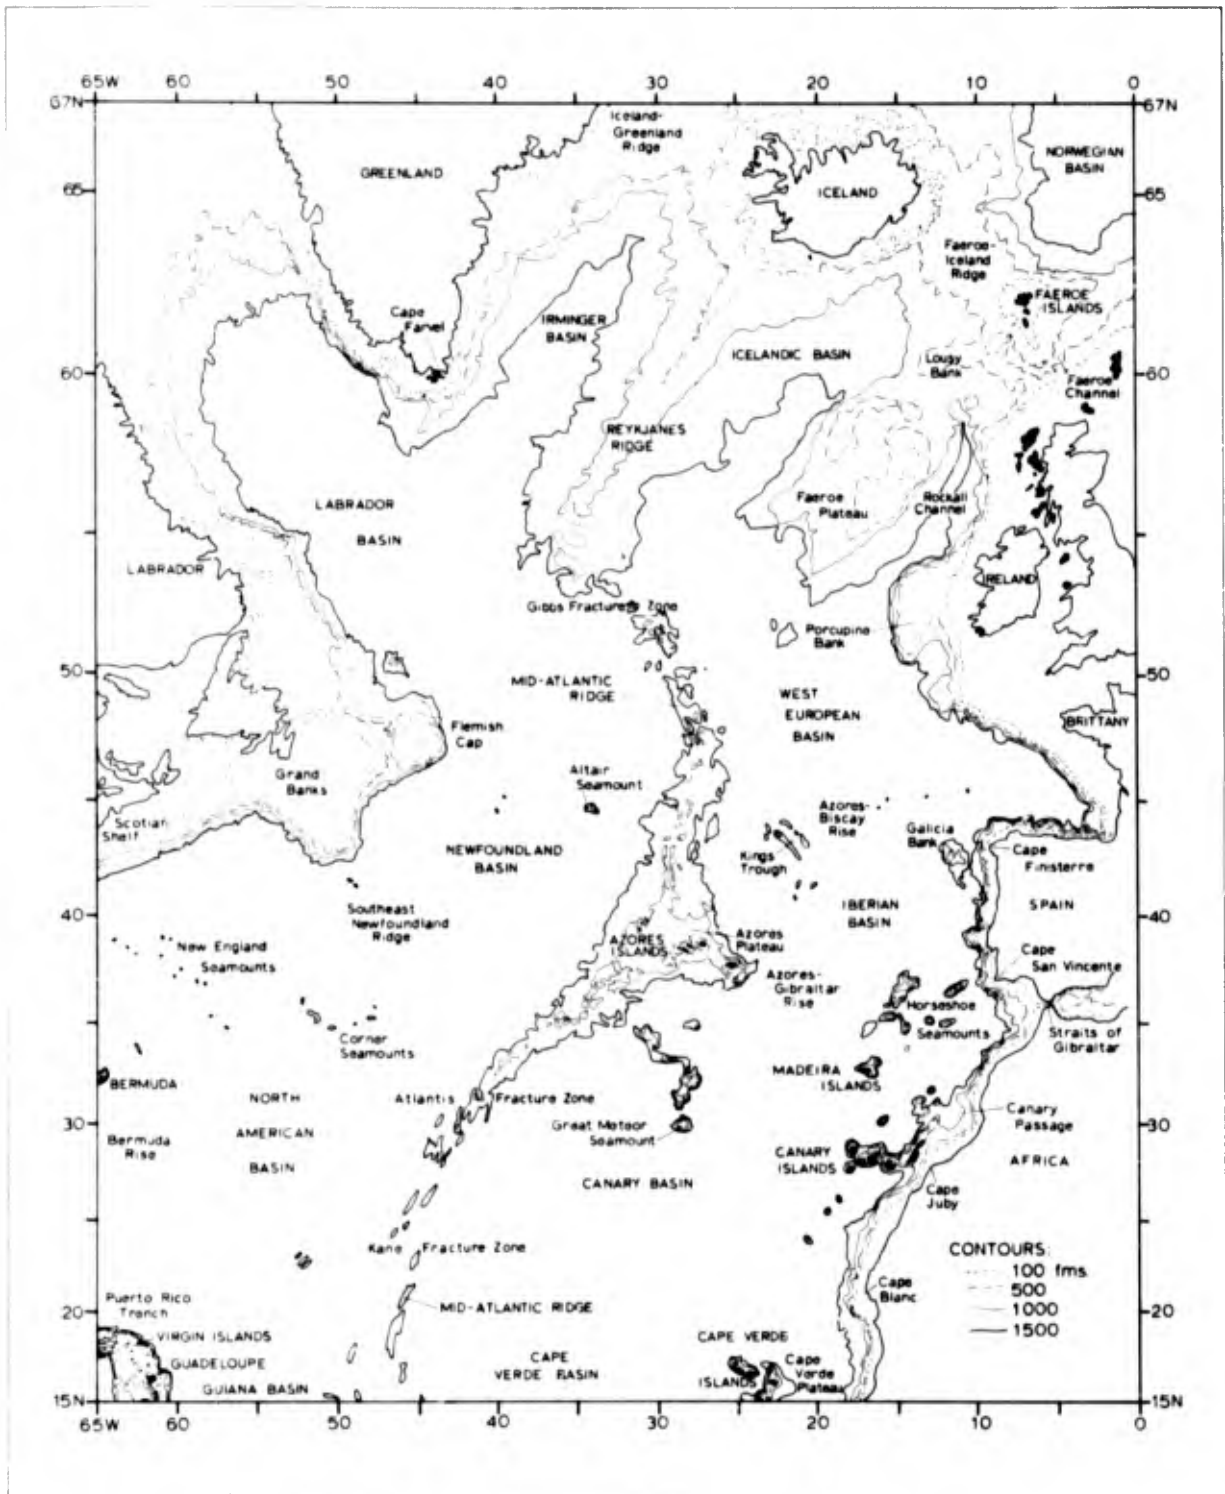 65W 60 50 40 30 20 10 0
67N
67N
Iceland-
Greenland
Ridge
GREENLAND
ICELAND
NORWEGIAN
BASIN
65
65
Faeroe-
Iceland
Ridge
FAEROE
ISLANDS
Cape
Farvel
IRMINGER
BASIN
ICELANDIC BASIN
Lousy
Bank
60
60
Faeroe
Channel
REYKJANES
RIDGE
LABRADOR
BASIN
Faeroe
Plateau
Rockall
Channel
LABRADOR
IRELAND
Gibbs Fracture Zone
Porcupine
Bank
50
50
MID-ATLANTIC
RIDGE
WEST
EUROPEAN
BASIN
BRITTANY
Flemish
Cap
Grand
Banks
Altair
Seamount
Azores-
Biscay
Rise
Scotian
Shelf
Galicia
Bank
NEWFOUNDLAND
BASIN
Kings
Trough
Cape
Finisterre
IBERIAN
BASIN
SPAIN
Southeast
Newfoundland
Ridge
40
40
New England
Seamounts
AZORES
ISLANDS
Azores
Plateau
Cape
San Vincente
Azores-
Gibraltar
Rise
Horseshoe
Seamounts
Straits of
Gibraltar
Corner
Seamounts
BERMUDA
MADEIRA
ISLANDS
NORTH
AMERICAN
BASIN
Atlantis Fracture Zone
Canary
Passage
30
30
Great Meteor
Seamount
Bermuda
Rise
CANARY
ISLANDS
AFRICA
CANARY BASIN
Cape
Juby
Kane Fracture Zone
CONTOURS:
100 fms
500
1000
1500
Cape
Blanc
Puerto Rico
Trench
20
20
MID-ATLANTIC RIDGE
VIRGIN ISLANDS
GUADELOUPE
GUIANA BASIN
CAPE
VERDE BASIN
CAPE VERDE
ISLANDS
Cape
Verde
Plateau
15N
15N
65W 60 50 40 30 20 10 0